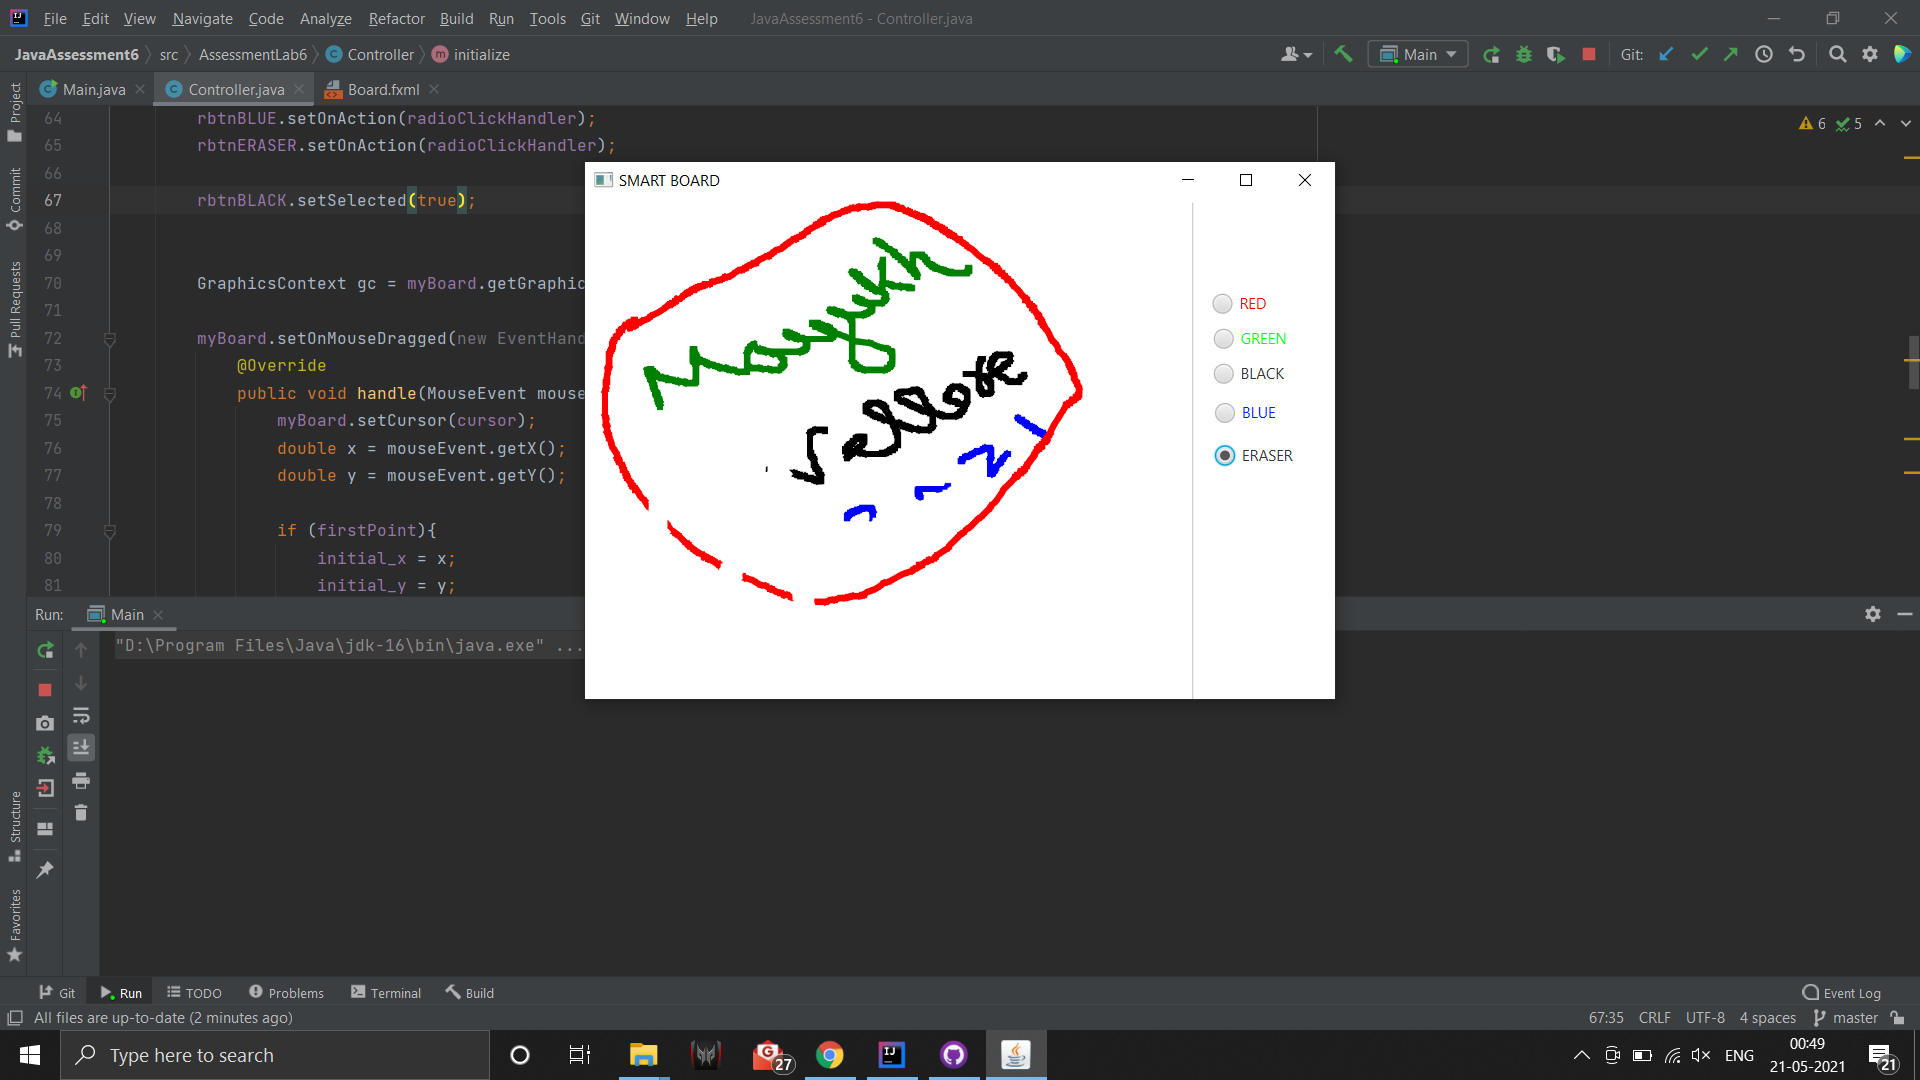 File Edit View Navigate Code Analyze Refactor Build Run Tools Git Window Help JavaAssessment6 - Controller.java
JavaAssessment6 src AssessmentLab6 Controller initialize Main Git:
Main.java Controller.java Board.fxml
Project
Commit
Pull Requests
Structure
Favorites
6 5
64 rbtnBLUE.setOnAction(radioClickHandler);
65 rbtnERASER.setOnAction(radioClickHandler);
66
67 rbtnBLACK.setSelected(true);
68
69
70 GraphicsContext gc = myBoard.getGraphic
71
72 myBoard.setOnMouseDragged(new EventHand
73 @Override
74 public void handle(MouseEvent mouse
75 myBoard.setCursor(cursor);
76 double x = mouseEvent.getX();
77 double y = mouseEvent.getY();
78
79 if (firstPoint){
80 initial_x = x;
81 initial_y = y;
SMART BOARD
Mayukh
Vellore
RED
GREEN
BLACK
BLUE
ERASER
Run: Main
"D:\Program Files\Java\jdk-16\bin\java.exe" ...
Git Run TODO Problems Terminal Build Event Log
All files are up-to-date (2 minutes ago) 67:35 CRLF UTF-8 4 spaces master
Type here to search 27 ENG 00:49
21-05-2021 21